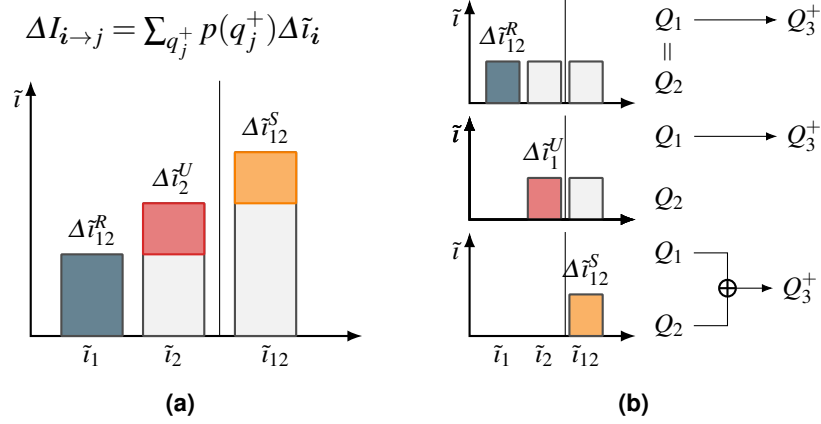 ΔI_{i→j} = ∑_{q_j^+} p(q_j^+)Δĩ_i
ĩ
Δĩ_{12}^S
Δĩ_2^U
Δĩ_{12}^R
ĩ_1 ĩ_2 ĩ_{12}
(a)
ĩ Δĩ_{12}^R Q_1 Q_3^+
=
Q_2
ĩ Δĩ_1^U Q_1 Q_3^+
Q_2
ĩ Δĩ_{12}^S Q_1
⊕ Q_3^+
Q_2
ĩ_1 ĩ_2 ĩ_{12}
(b)